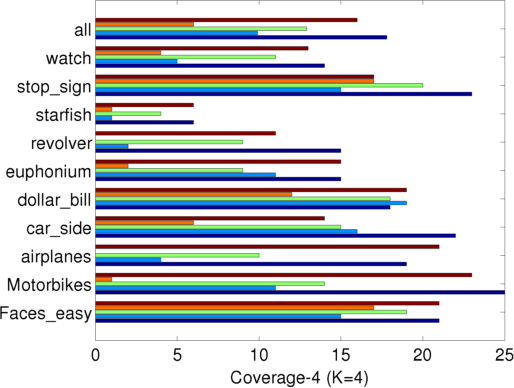 all
watch
stop_sign
starfish
revolver
euphonium
dollar_bill
car_side
airplanes
Motorbikes
Faces_easy
0 5 10 15 20 25
Coverage-4 (K=4)